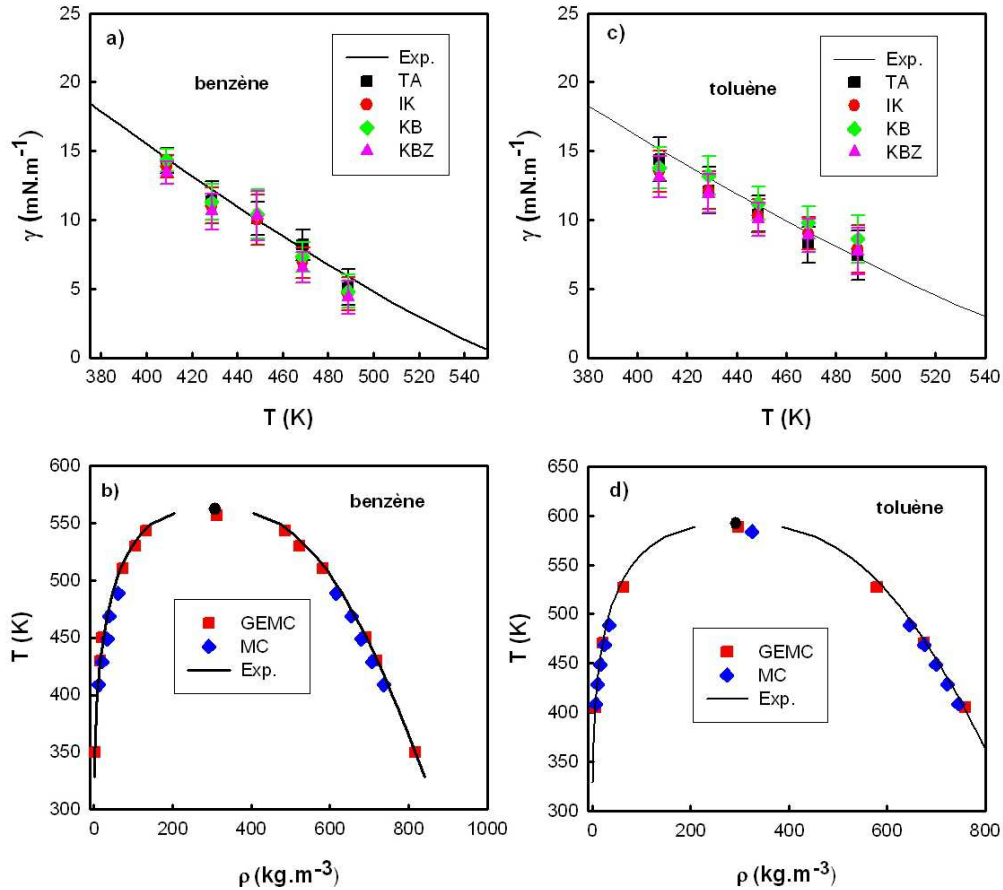 a)
benzène
Exp.
TA
IK
KB
KBZ
25
20
15
10
5
0
γ (mN.m⁻¹)
380 400 420 440 460 480 500 520 540
T (K)
c)
toluène
Exp.
TA
IK
KB
KBZ
25
20
15
10
5
0
γ (mN.m⁻¹)
380 400 420 440 460 480 500 520 540
T (K)
b)
benzène
GEMC
MC
Exp.
600
550
500
450
400
350
300
T (K)
0 200 400 600 800 1000
ρ (kg.m⁻³)
d)
toluène
GEMC
MC
Exp.
650
600
550
500
450
400
350
300
T (K)
0 200 400 600 800
ρ (kg.m⁻³)